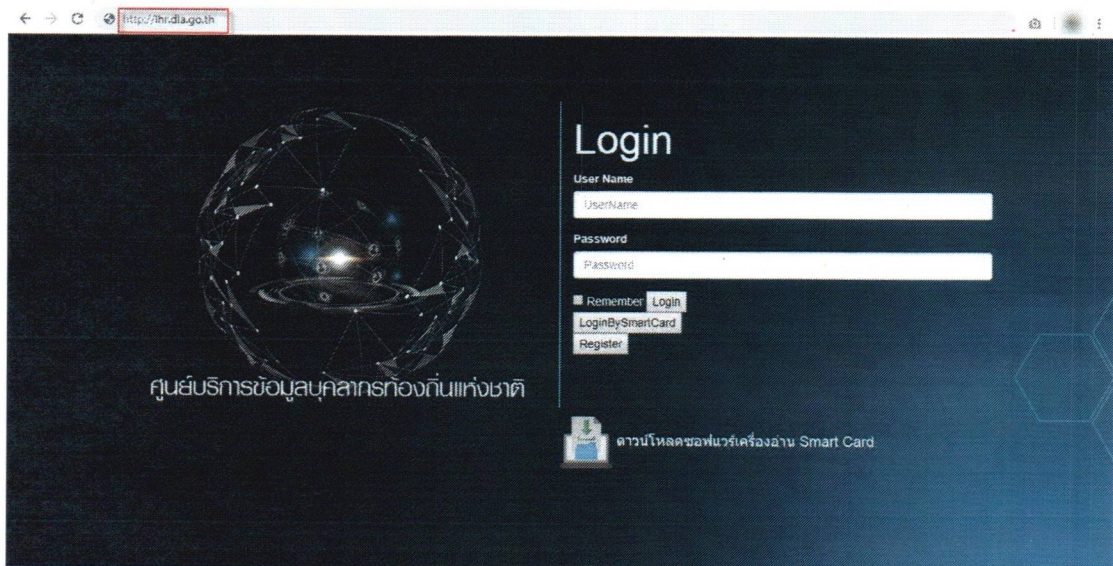 http://lhr.dla.go.th
Login
User Name
UserName
Password
Password
Remember Login
LoginBySmartCard
Register
ศูนย์บริการข้อมูลบุคลากรท้องถิ่นแห่งชาติ
ดาวน์โหลดซอฟแวร์เครื่องอ่าน Smart Card